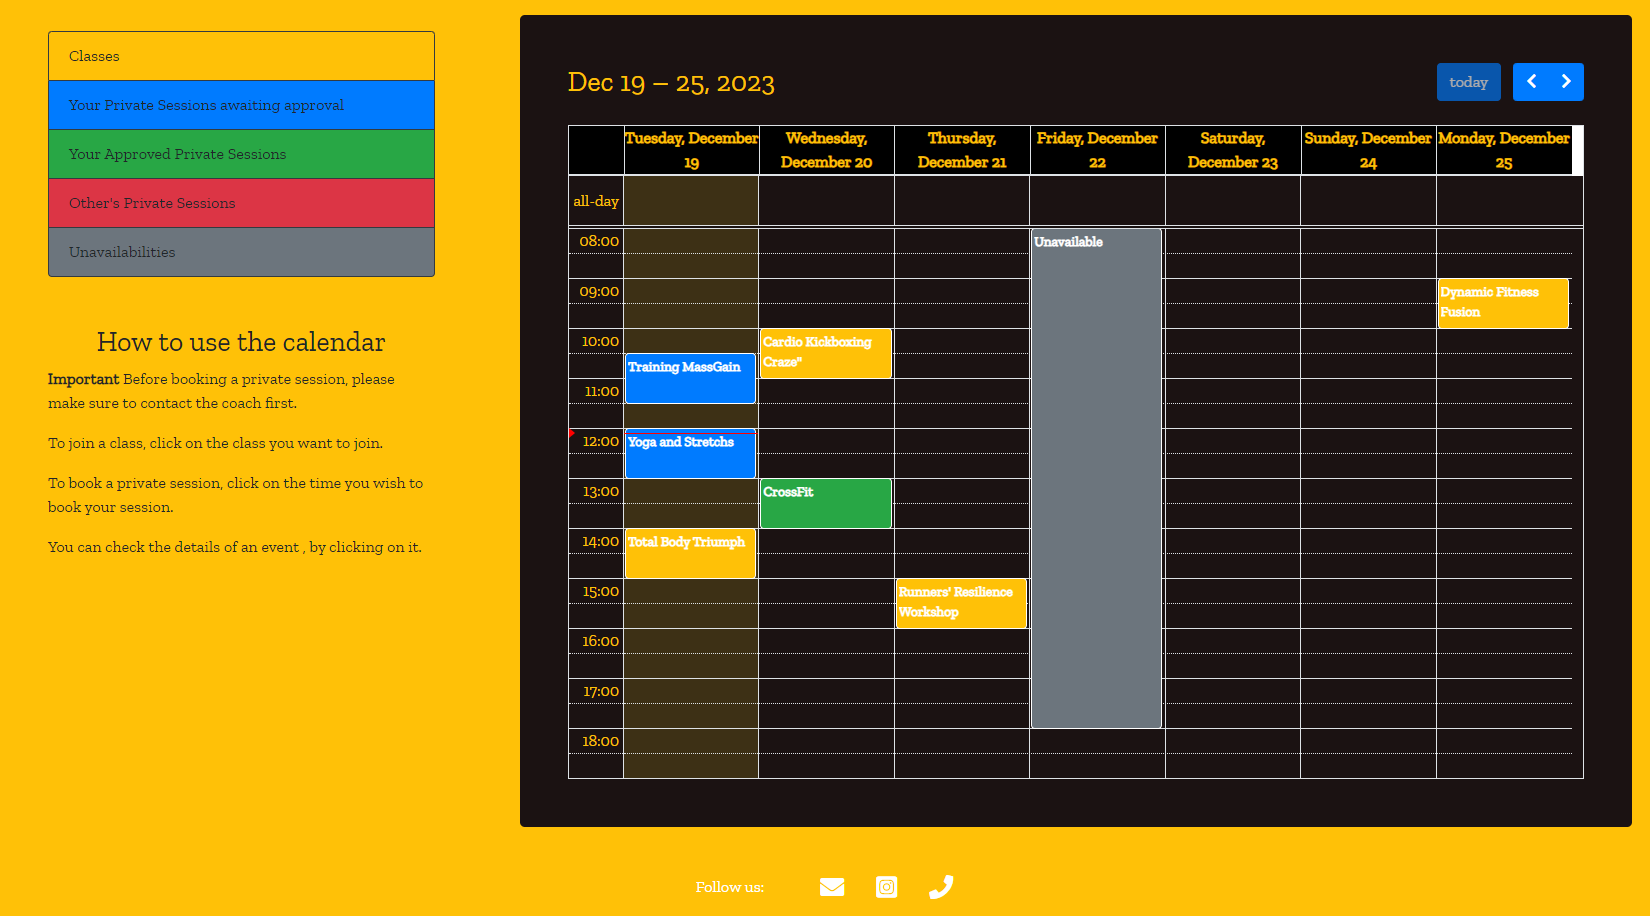 Classes
Your Private Sessions awaiting approval
Your Approved Private Sessions
Other's Private Sessions
Unavailabilities
How to use the calendar
Important Before booking a private session, please
make sure to contact the coach first.
To join a class, click on the class you want to join.
To book a private session, click on the time you wish to
book your session.
You can check the details of an event , by clicking on it.
Dec 19 – 25, 2023
today
Tuesday, December
19
Wednesday,
December 20
Thursday,
December 21
Friday, December
22
Saturday,
December 23
Sunday, December
24
Monday, December
25
all-day
08:00
Unavailable
09:00
Dynamic Fitness
Fusion
10:00
Cardio Kickboxing
Craze"
Training MassGain
11:00
12:00
Yoga and Stretchs
13:00
CrossFit
14:00
Total Body Triumph
15:00
Runners' Resilience
Workshop
16:00
17:00
18:00
Follow us: